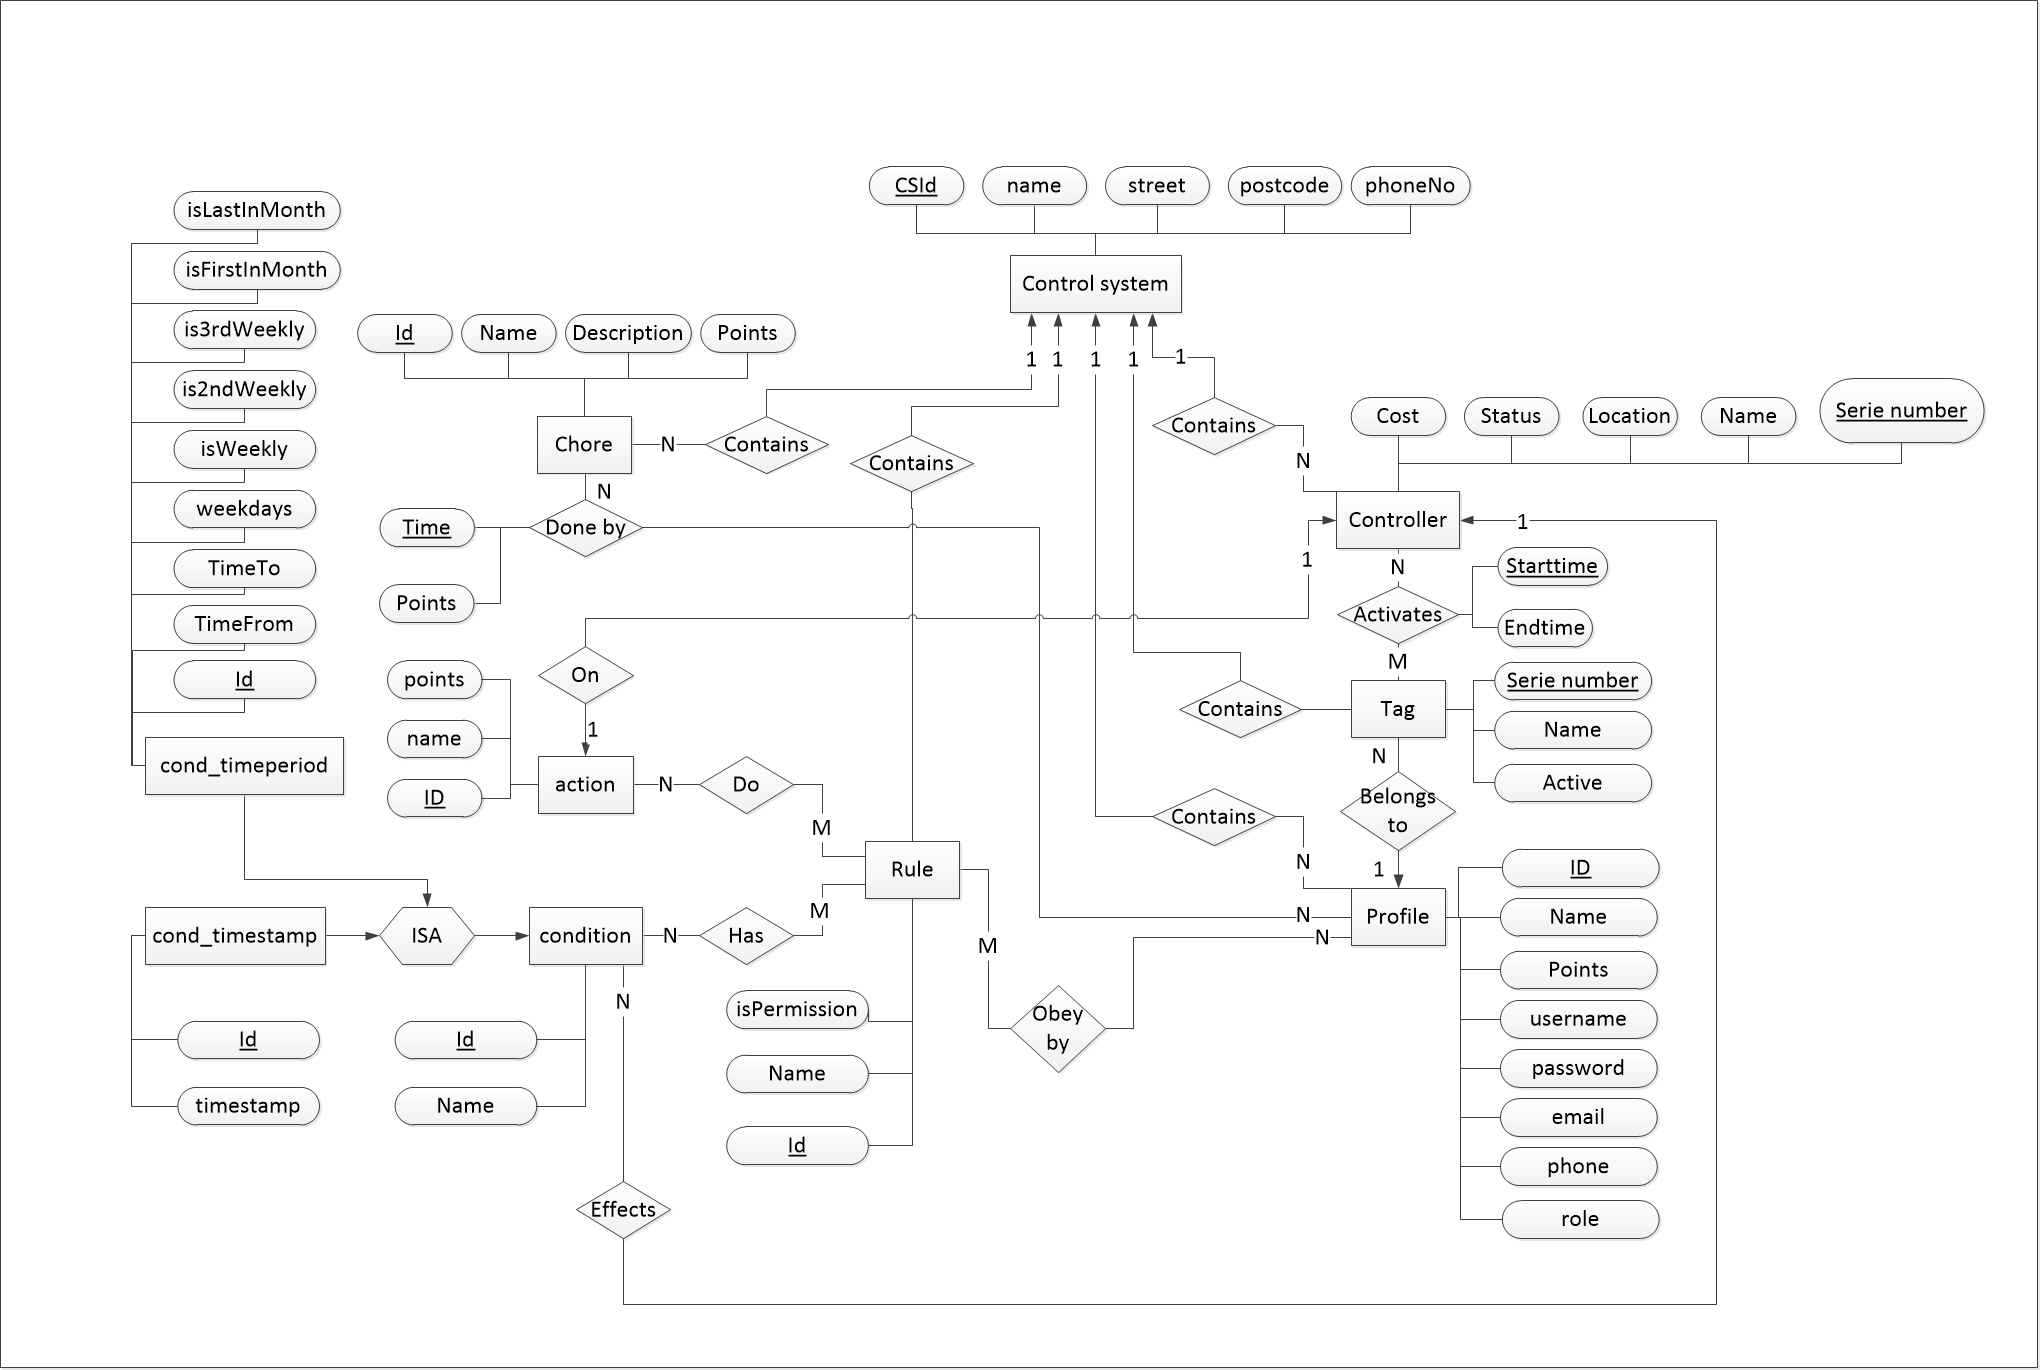 CSId
name
street
postcode
phoneNo
isLastInMonth
isFirstInMonth
is3rdWeekly
is2ndWeekly
isWeekly
weekdays
TimeTo
TimeFrom
Id
cond_timeperiod
Control system
1
1
1
1
1
Id
Name
Description
Points
Chore
N
Contains
Contains
Contains
N
Cost
Status
Location
Name
Serie number
Controller
1
1
N
Done by
Time
Points
N
Activates
Starttime
Endtime
M
On
1
points
name
ID
action
N
Do
M
Contains
Tag
Serie number
Name
Active
N
Belongs
to
1
Contains
N
Rule
Profile
N
N
ID
Name
Points
username
password
email
phone
role
cond_timestamp
ISA
condition
N
Has
M
M
Obey
by
Id
timestamp
Id
Name
N
isPermission
Name
Id
Effects